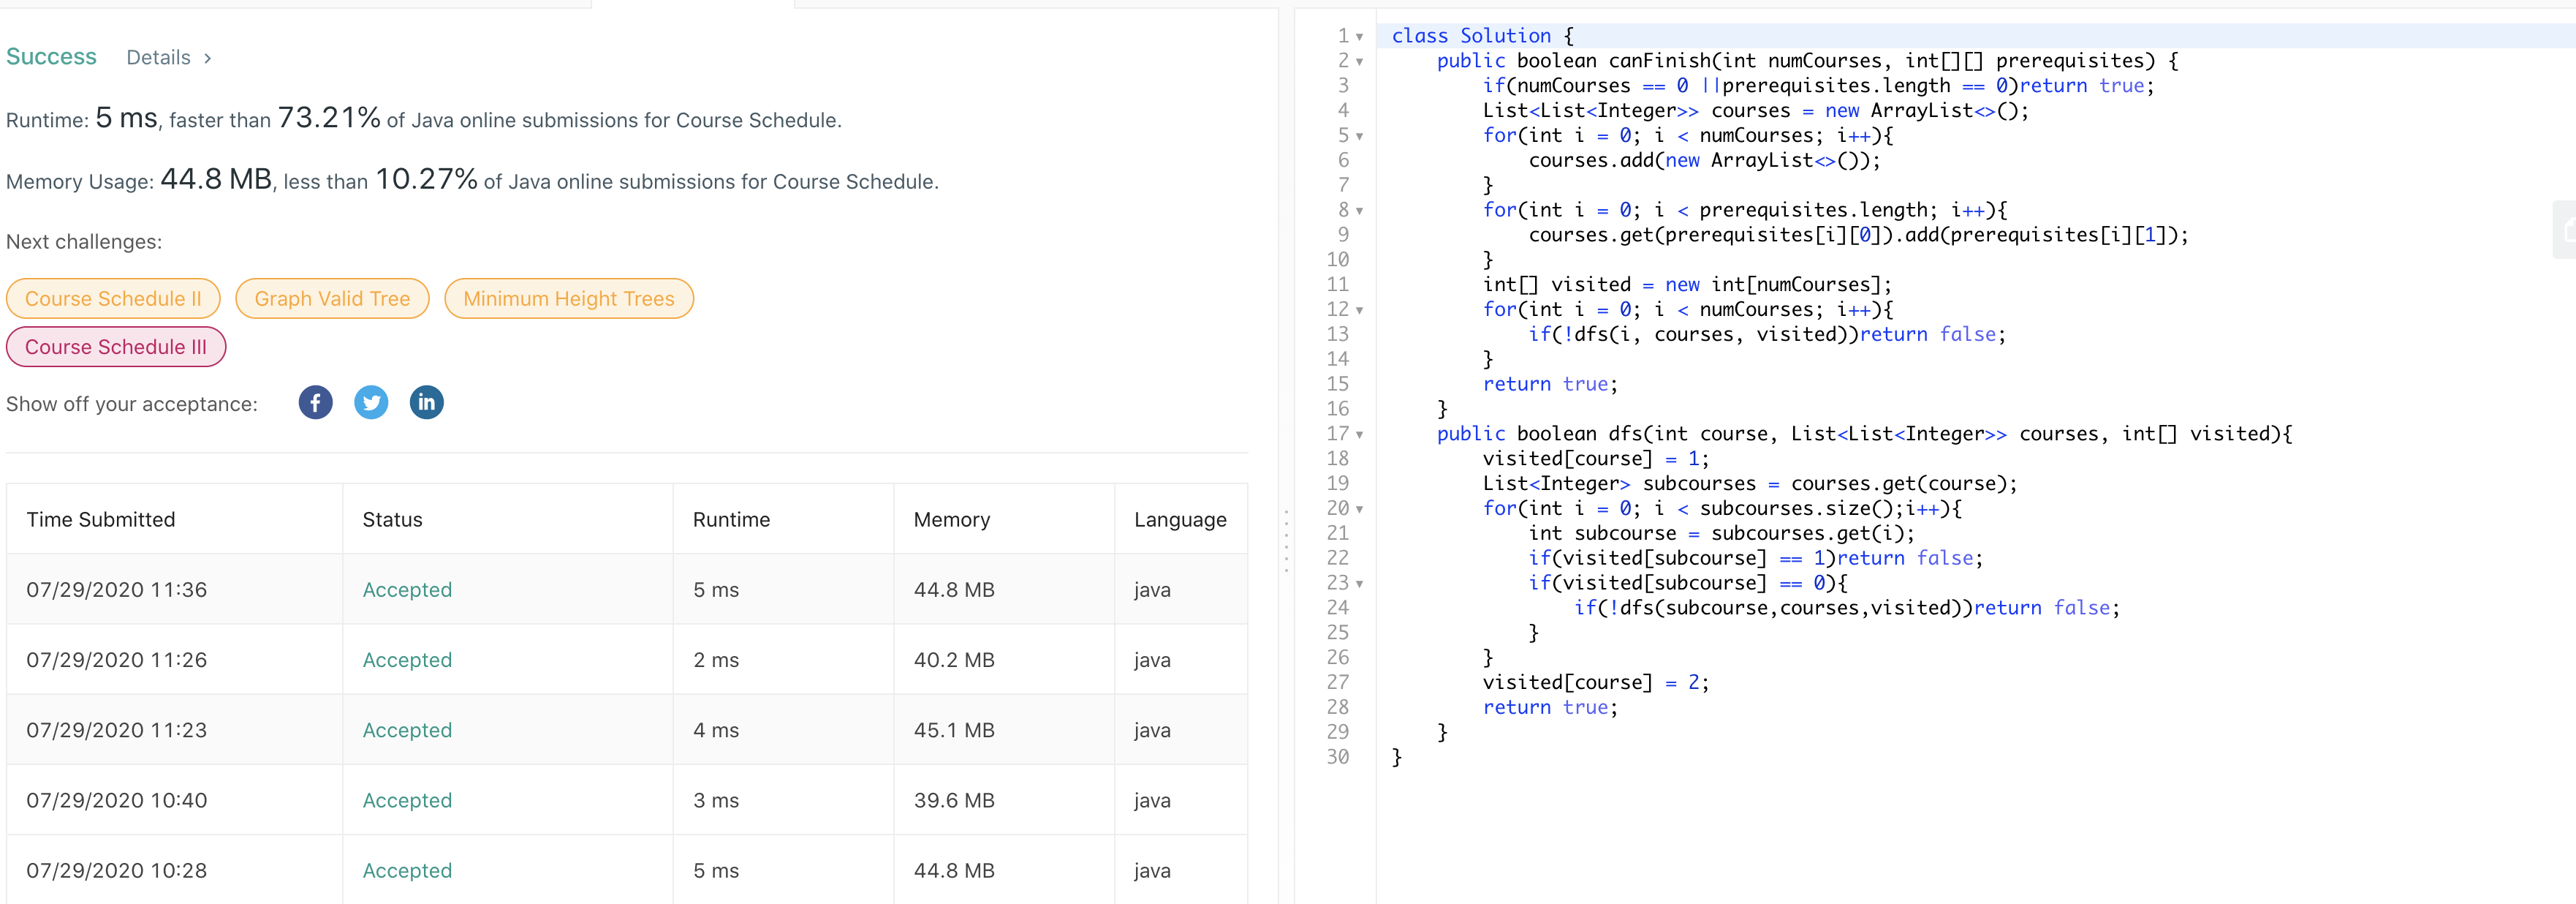 Success Details >
Runtime: 5 ms, faster than 73.21% of Java online submissions for Course Schedule.
Memory Usage: 44.8 MB, less than 10.27% of Java online submissions for Course Schedule.
Next challenges:
Course Schedule II Graph Valid Tree Minimum Height Trees
Course Schedule III
Show off your acceptance: f in
Time Submitted Status Runtime Memory Language
07/29/2020 11:36 Accepted 5 ms 44.8 MB java
07/29/2020 11:26 Accepted 2 ms 40.2 MB java
07/29/2020 11:23 Accepted 4 ms 45.1 MB java
07/29/2020 10:40 Accepted 3 ms 39.6 MB java
07/29/2020 10:28 Accepted 5 ms 44.8 MB java
1 class Solution {
2     public boolean canFinish(int numCourses, int[][] prerequisites) {
3         if(numCourses == 0 ||prerequisites.length == 0)return true;
4         List<List<Integer>> courses = new ArrayList<>();
5         for(int i = 0; i < numCourses; i++){
6             courses.add(new ArrayList<>());
7         }
8         for(int i = 0; i < prerequisites.length; i++){
9             courses.get(prerequisites[i][0]).add(prerequisites[i][1]);
10         }
11         int[] visited = new int[numCourses];
12         for(int i = 0; i < numCourses; i++){
13             if(!dfs(i, courses, visited))return false;
14         }
15         return true;
16     }
17     public boolean dfs(int course, List<List<Integer>> courses, int[] visited){
18         visited[course] = 1;
19         List<Integer> subcourses = courses.get(course);
20         for(int i = 0; i < subcourses.size();i++){
21             int subcourse = subcourses.get(i);
22             if(visited[subcourse] == 1)return false;
23             if(visited[subcourse] == 0){
24                 if(!dfs(subcourse,courses,visited))return false;
25             }
26         }
27         visited[course] = 2;
28         return true;
29     }
30 }